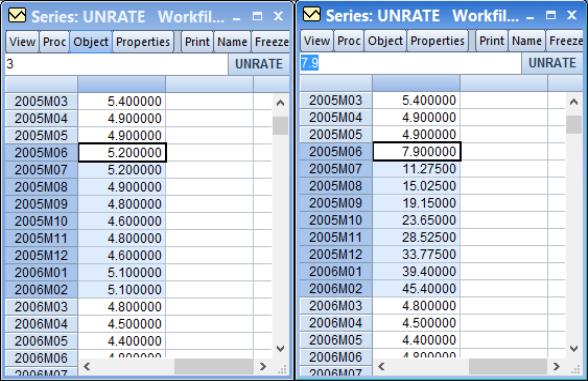 Series: UNRATE Workfil...
View Proc Object Properties Print Name Freeze
3 UNRATE
2005M03 5.400000
2005M04 4.900000
2005M05 4.900000
2005M06 5.200000
2005M07 5.200000
2005M08 4.900000
2005M09 4.800000
2005M10 4.600000
2005M11 4.800000
2005M12 4.600000
2006M01 5.100000
2006M02 5.100000
2006M03 4.800000
2006M04 4.500000
2006M05 4.400000
2006M06 4.800000
2006M07
Series: UNRATE Workfil...
View Proc Object Properties Print Name Freeze
7.9 UNRATE
2005M03 5.400000
2005M04 4.900000
2005M05 4.900000
2005M06 7.900000
2005M07 11.27500
2005M08 15.02500
2005M09 19.15000
2005M10 23.65000
2005M11 28.52500
2005M12 33.77500
2006M01 39.40000
2006M02 45.40000
2006M03 4.800000
2006M04 4.500000
2006M05 4.400000
2006M06 4.800000
2006M07